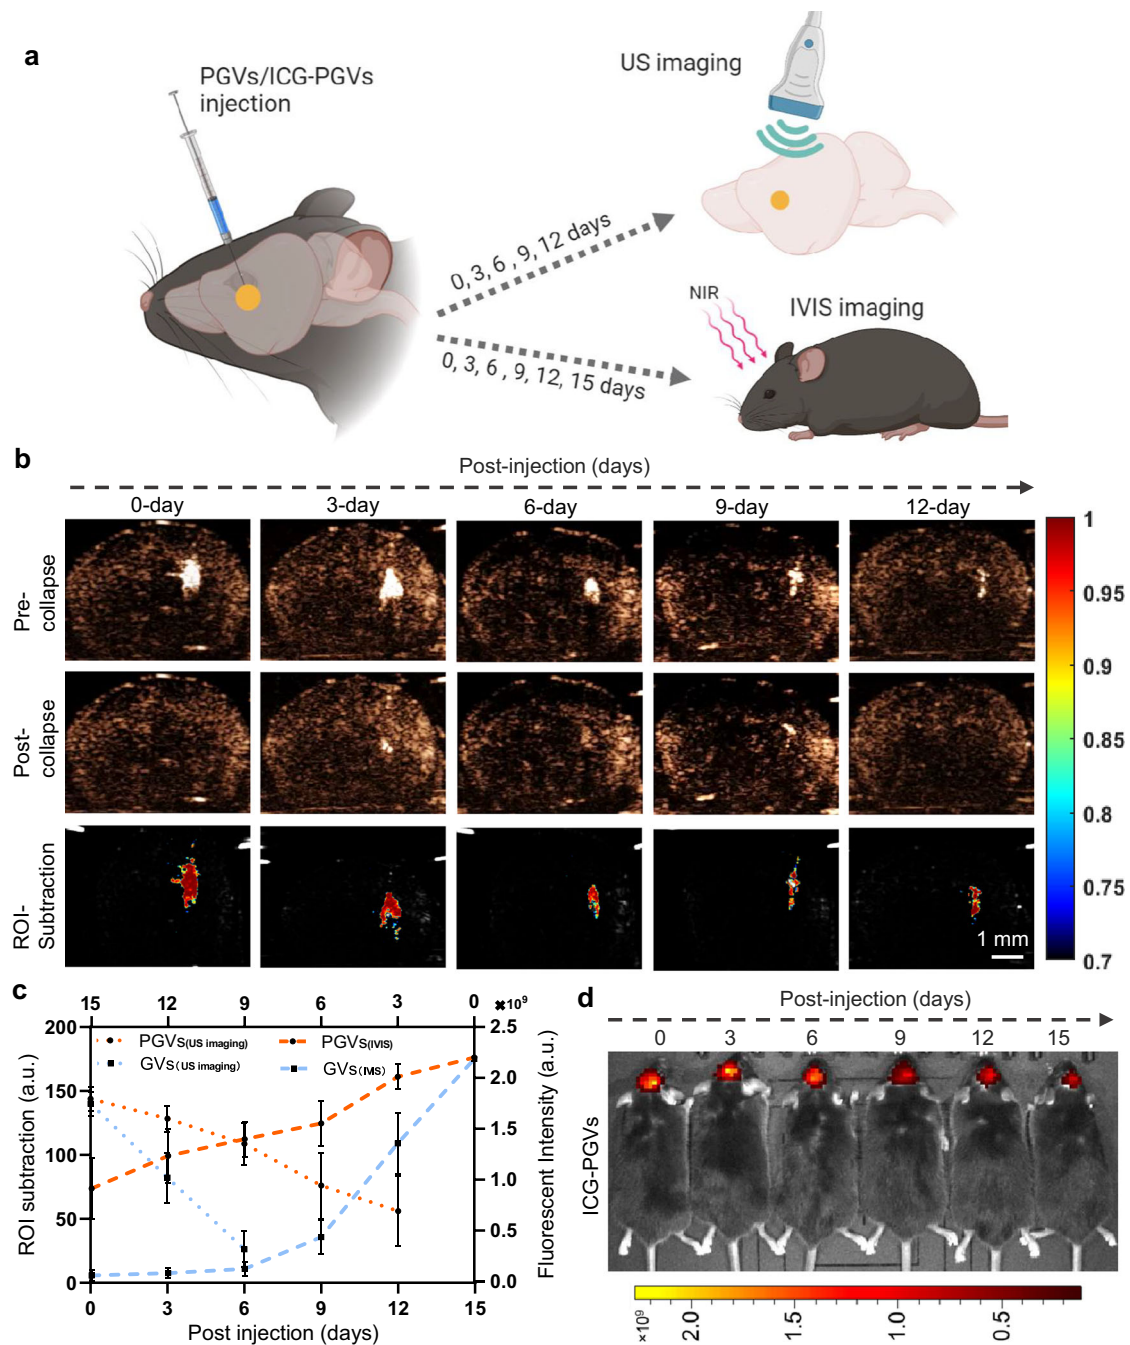 a
PGVs/ICG-PGVs
injection
US imaging
0, 3, 6 , 9, 12 days
NIR
IVIS imaging
0, 3, 6 , 9, 12, 15 days
b
Post-injection (days)
0-day 3-day 6-day 9-day 12-day
Pre-
collapse
Post-
collapse
ROI-
Subtraction
1 mm
1
0.95
0.9
0.85
0.8
0.75
0.7
c
15 12 9 6 3 0
×10⁹
200
150
100
50
0
ROI subtraction (a.u.)
PGVs(US imaging)
PGVs(IVIS)
GVs(US imaging)
GVs(IVIS)
2.5
2.0
1.5
1.0
0.5
0.0
Fluorescent Intensity (a.u.)
0 3 6 9 12 15
Post injection (days)
d
Post-injection (days)
0 3 6 9 12 15
ICG-PGVs
×10⁹ 2.0 1.5 1.0 0.5